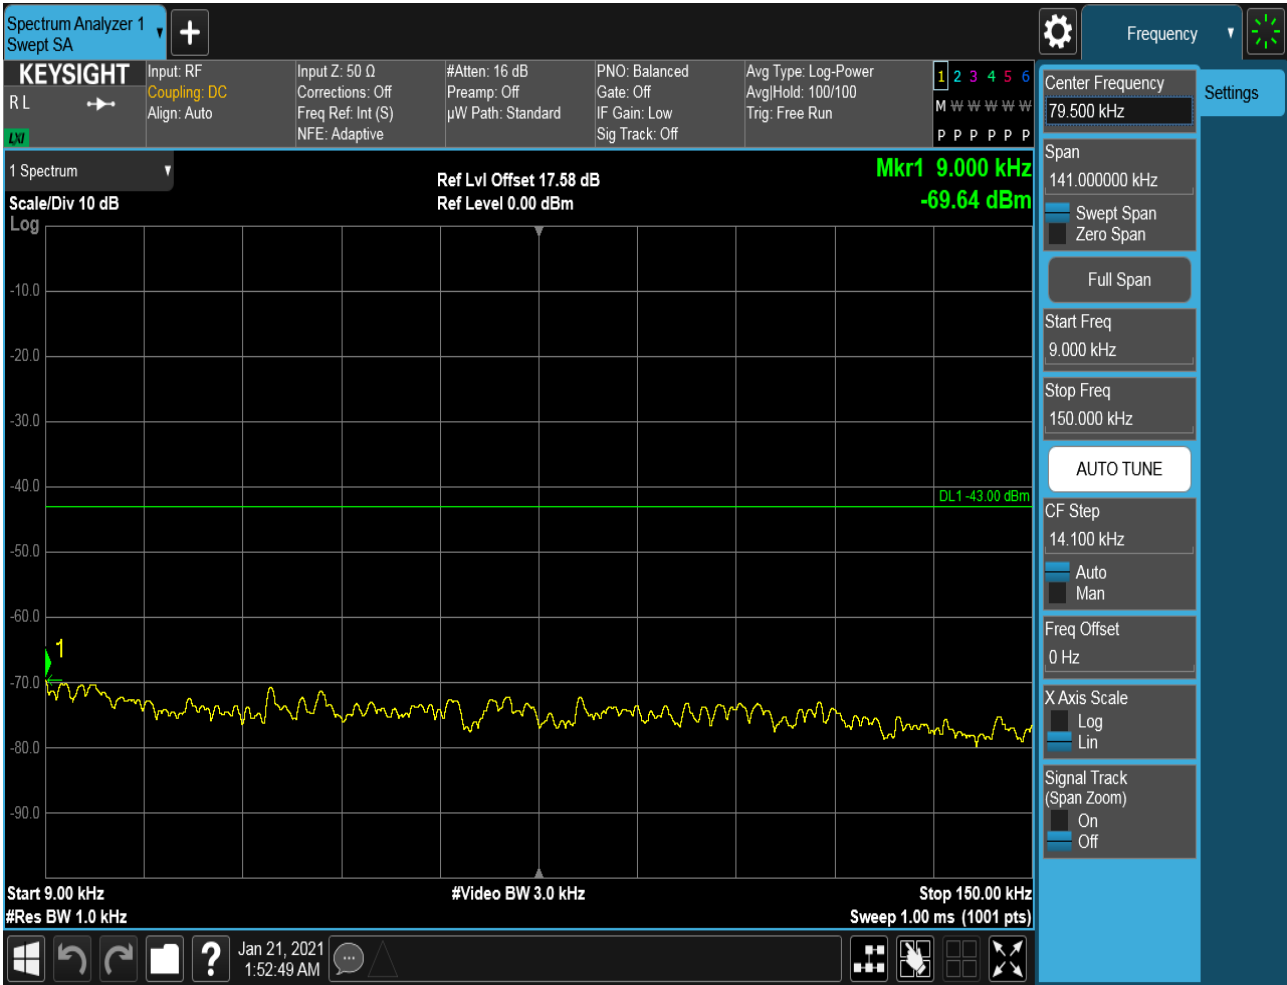 Spectrum Analyzer 1
Swept SA
Frequency
KEYSIGHT
R L
LXI
Input: RF
Coupling: DC
Align: Auto
Input Z: 50 Ω
Corrections: Off
Freq Ref: Int (S)
NFE: Adaptive
#Atten: 16 dB
Preamp: Off
µW Path: Standard
PNO: Balanced
Gate: Off
IF Gain: Low
Sig Track: Off
Avg Type: Log-Power
Avg|Hold: 100/100
Trig: Free Run
1 2 3 4 5 6
M W W W W W
P P P P P P
1 Spectrum
Scale/Div 10 dB
Log
Ref Lvl Offset 17.58 dB
Ref Level 0.00 dBm
Mkr1 9.000 kHz
-69.64 dBm
-10.0
-20.0
-30.0
-40.0
DL1 -43.00 dBm
-50.0
-60.0
1
-70.0
-80.0
-90.0
Start 9.00 kHz
#Video BW 3.0 kHz
Stop 150.00 kHz
#Res BW 1.0 kHz
Sweep 1.00 ms (1001 pts)
?
Jan 21, 2021
1:52:49 AM
Center Frequency
79.500 kHz
Settings
Span
141.000000 kHz
Swept Span
Zero Span
Full Span
Start Freq
9.000 kHz
Stop Freq
150.000 kHz
AUTO TUNE
CF Step
14.100 kHz
Auto
Man
Freq Offset
0 Hz
X Axis Scale
Log
Lin
Signal Track
(Span Zoom)
On
Off